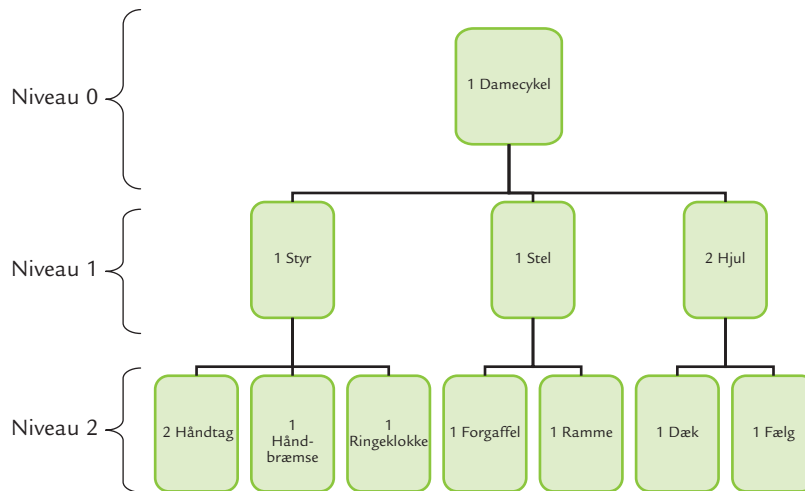 Niveau 0
1 Damecykel
Niveau 1
1 Styr
1 Stel
2 Hjul
Niveau 2
2 Håndtag
1
Hånd-
bræmse
1
Ringeklokke
1 Forgaffel
1 Ramme
1 Dæk
1 Fælg